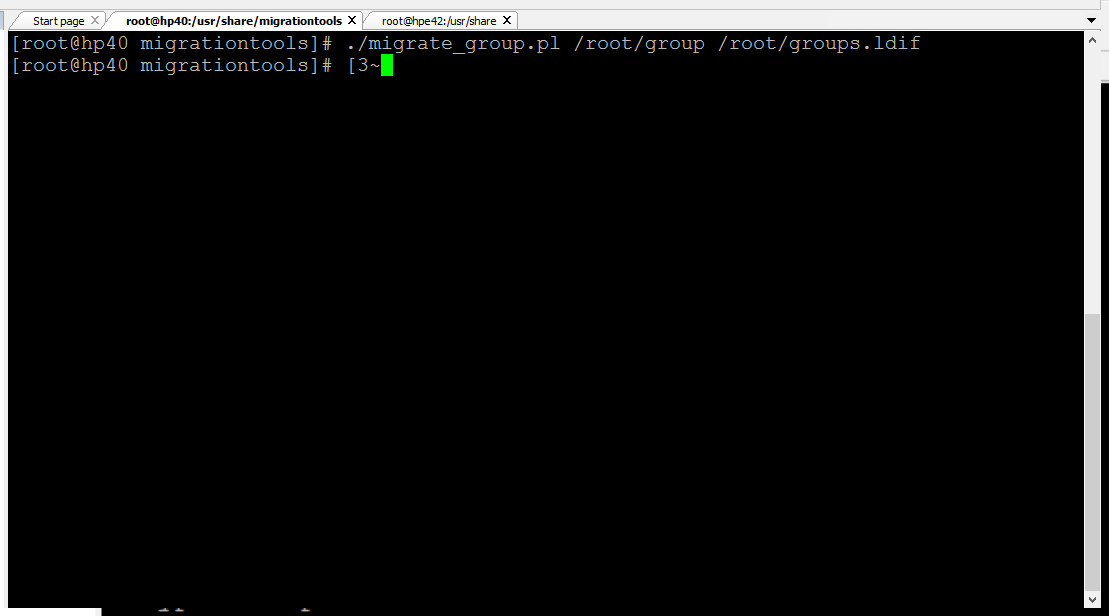 Start page root@hp40:/usr/share/migrationtools root@hpe42:/usr/share
[root@hp40 migrationtools]# ./migrate_group.pl /root/group /root/groups.ldif
[root@hp40 migrationtools]# [3~